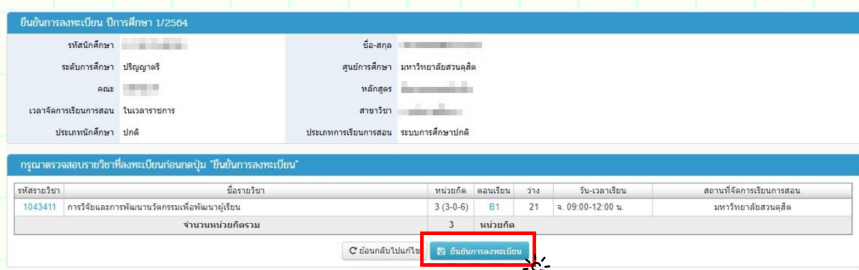 ยืนยันการลงทะเบียน ปีการศึกษา 1/2564
รหัสนักศึกษา ชื่อ-สกุล
ระดับการศึกษา ปริญญาตรี ศูนย์การศึกษา มหาวิทยาลัยสวนดุสิต
คณะ หลักสูตร
เวลาจัดการเรียนการสอน ในเวลาราชการ สาขาวิชา
ประเภทนักศึกษา ปกติ ประเภทการเรียนการสอน ระบบการศึกษาปกติ
กรุณาตรวจสอบรายวิชาที่ลงทะเบียนก่อนกดปุ่ม "ยืนยันการลงทะเบียน"
รหัสรายวิชา ชื่อรายวิชา หน่วยกิต ตอนเรียน ว่าง วัน-เวลาเรียน สถานที่จัดการเรียนการสอน
1043411 การวิจัยและการพัฒนานวัตกรรมเพื่อพัฒนาผู้เรียน 3 (3-0-6) B1 21 จ. 09:00-12:00 น. มหาวิทยาลัยสวนดุสิต
จำนวนหน่วยกิตรวม 3 หน่วยกิต
ย้อนกลับไปแก้ไข ยืนยันการลงทะเบียน